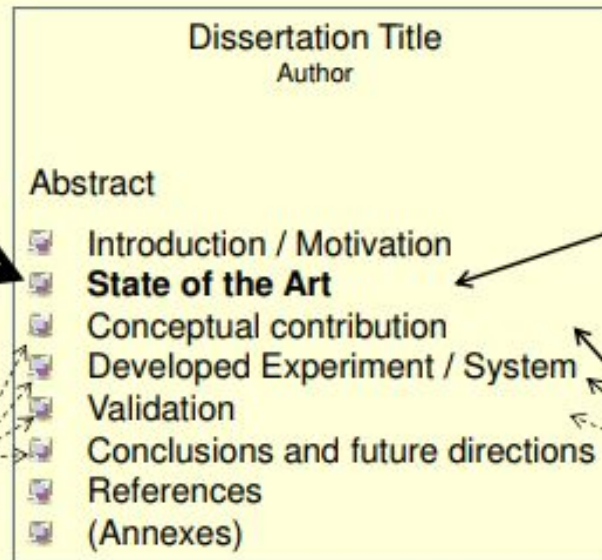 Dissertation Title
Author
Abstract
Introduction / Motivation
State of the Art
Conceptual contribution
Developed Experiment / System
Validation
Conclusions and future directions
References
(Annexes)